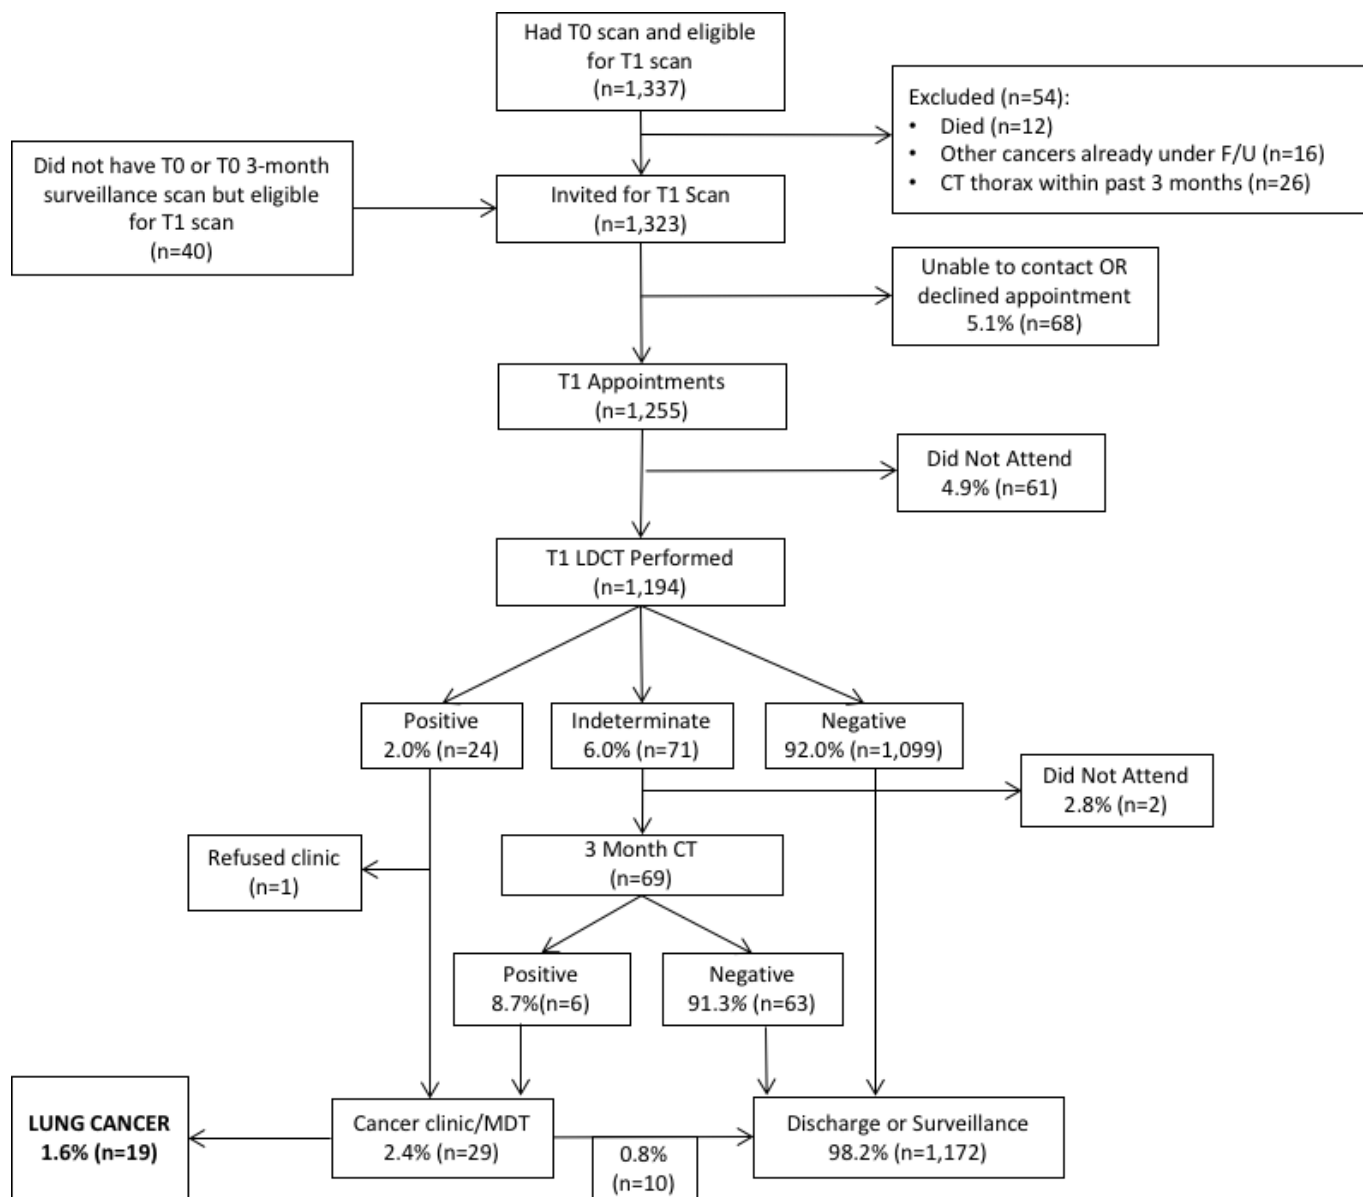 Had T0 scan and eligible
for T1 scan
(n=1,337)
Excluded (n=54):
• Died (n=12)
• Other cancers already under F/U (n=16)
• CT thorax within past 3 months (n=26)
Did not have T0 or T0 3-month
surveillance scan but eligible
for T1 scan
(n=40)
Invited for T1 Scan
(n=1,323)
Unable to contact OR
declined appointment
5.1% (n=68)
T1 Appointments
(n=1,255)
Did Not Attend
4.9% (n=61)
T1 LDCT Performed
(n=1,194)
Positive
2.0% (n=24)
Indeterminate
6.0% (n=71)
Negative
92.0% (n=1,099)
Did Not Attend
2.8% (n=2)
Refused clinic
(n=1)
3 Month CT
(n=69)
Positive
8.7%(n=6)
Negative
91.3% (n=63)
LUNG CANCER
1.6% (n=19)
Cancer clinic/MDT
2.4% (n=29)
0.8%
(n=10)
Discharge or Surveillance
98.2% (n=1,172)